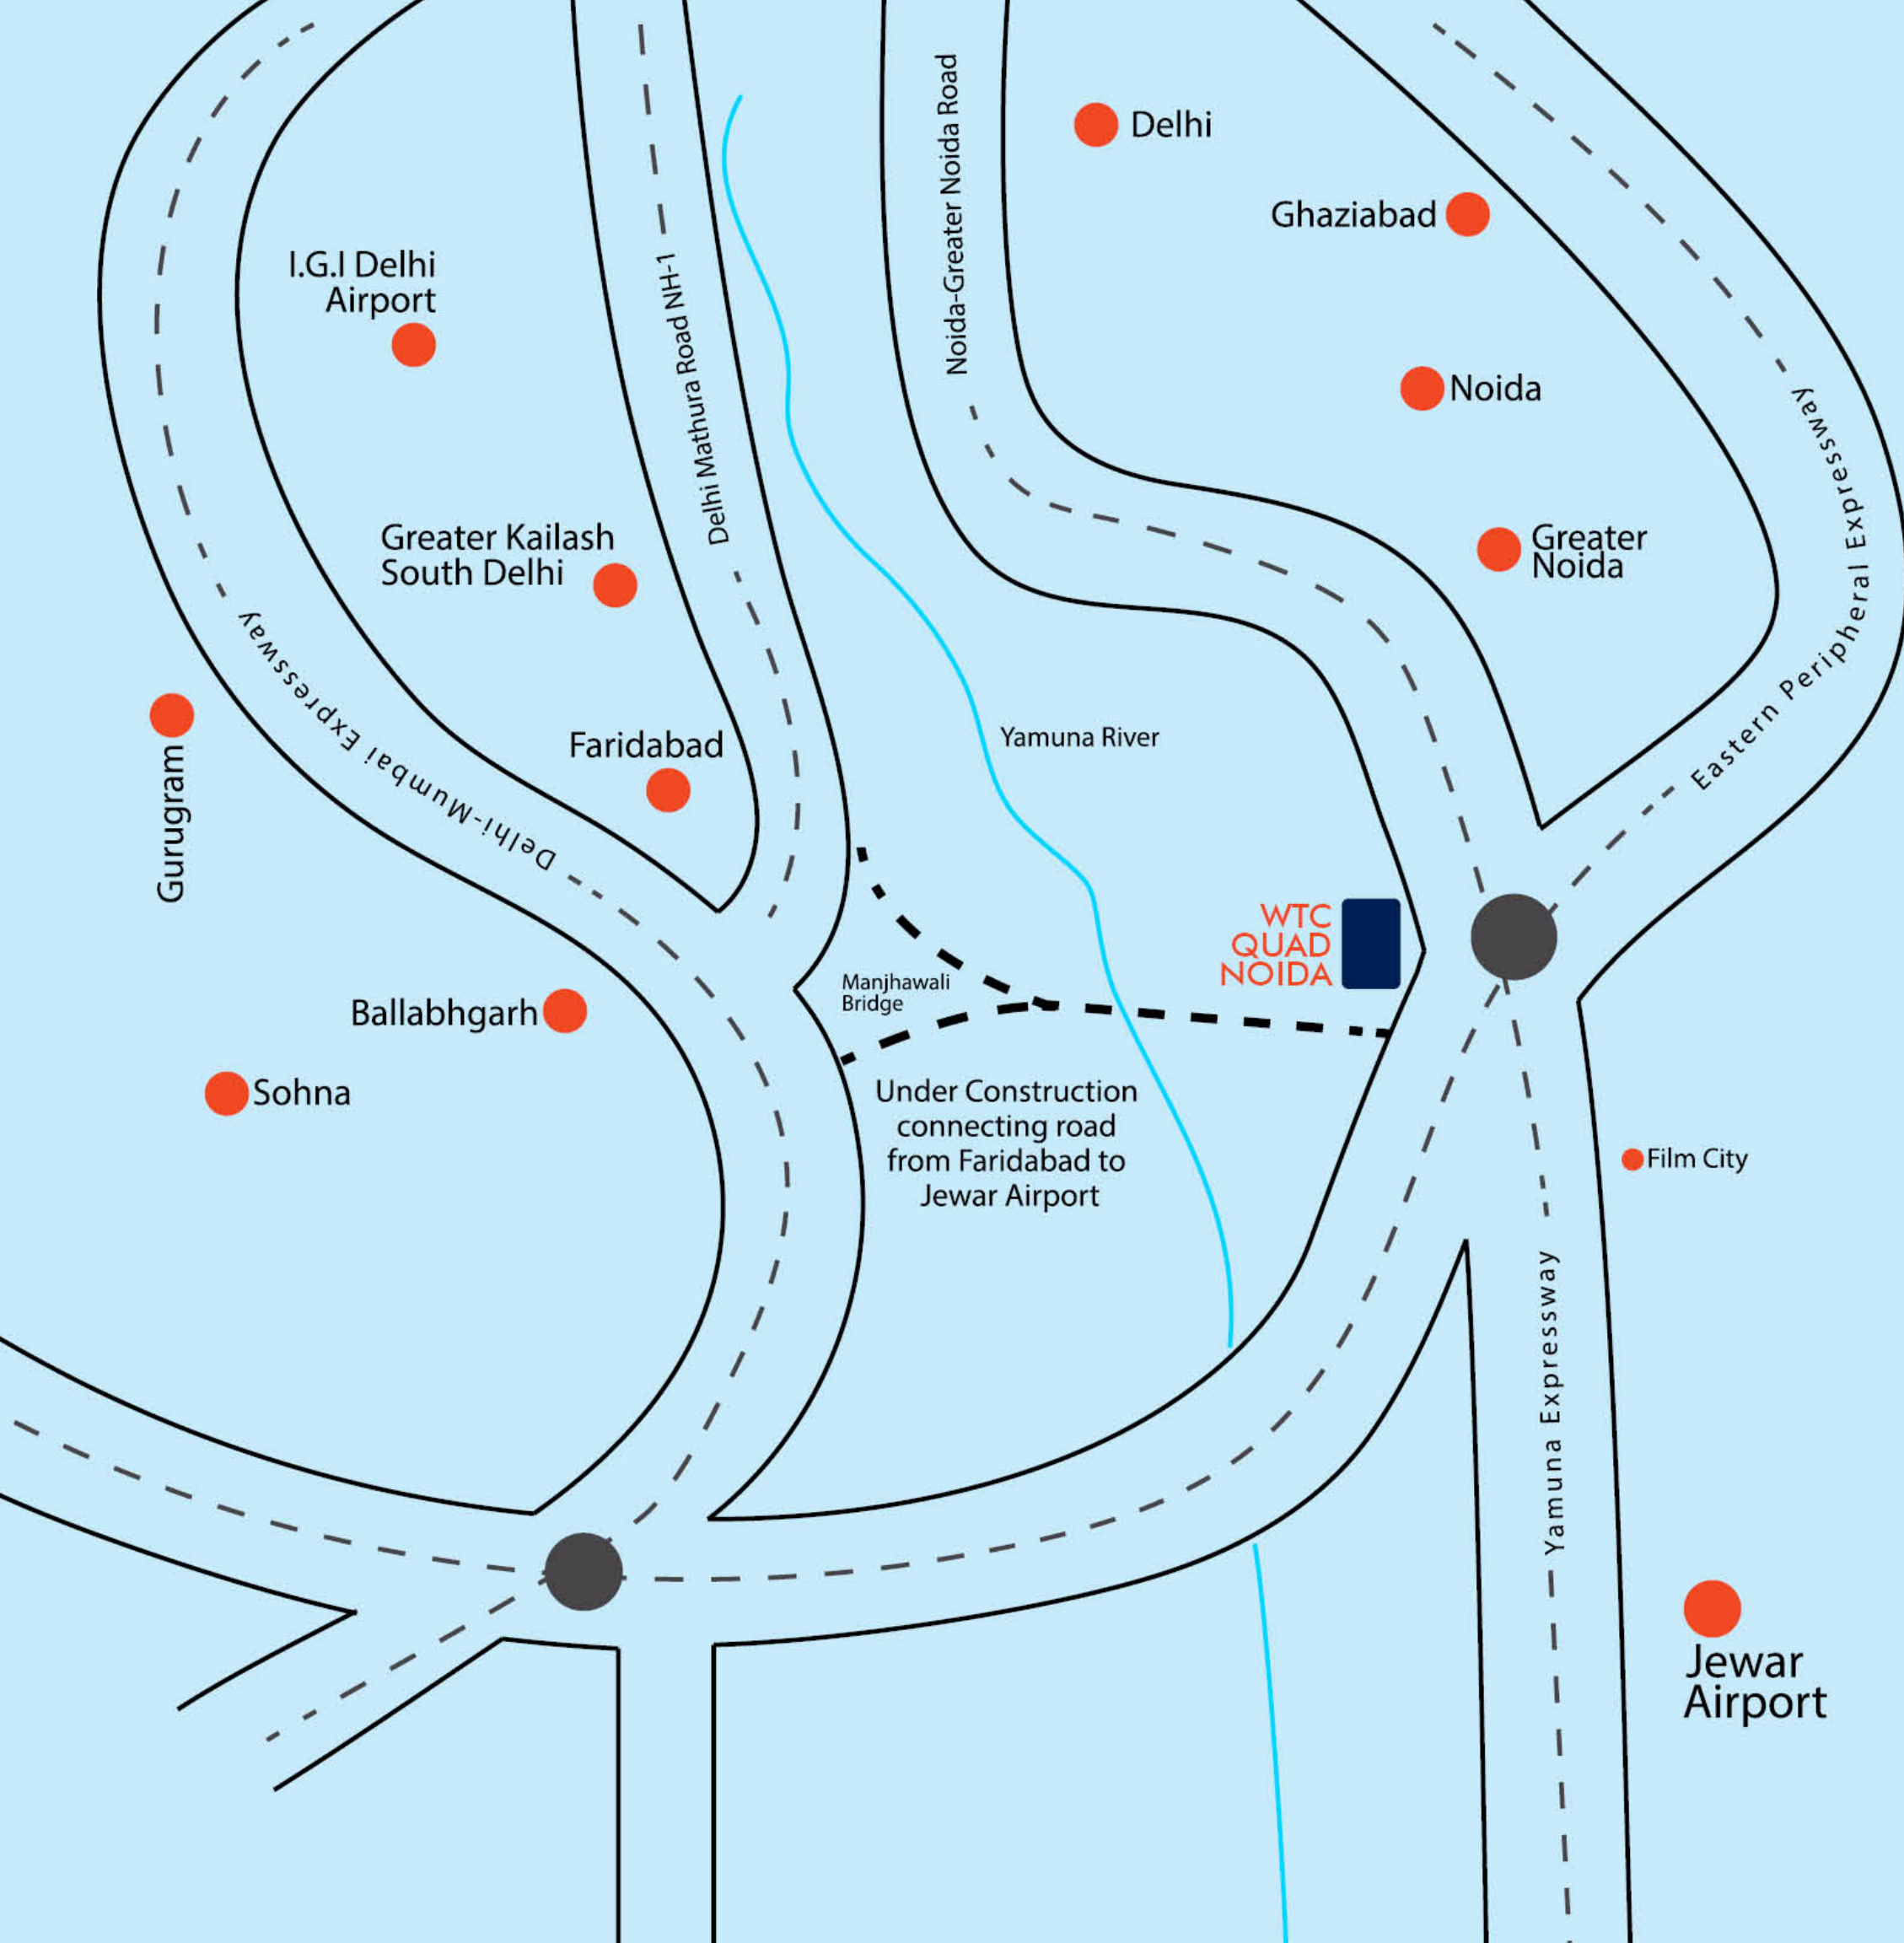 Noida-Greater Noida Road
Delhi
Ghaziabad
I.G.I Delhi
Airport
Delhi Mathura Road NH-1
Noida
Eastern Peripheral Expressway
Greater Kailash
South Delhi
Greater
Noida
Delhi-Mumbai Expressway
Gurugram
Faridabad
Yamuna River
WTC
QUAD
NOIDA
Manjhawali
Bridge
Ballabhgarh
Sohna
Under Construction
connecting road
from Faridabad to
Jewar Airport
Film City
Yamuna Expressway
Jewar
Airport